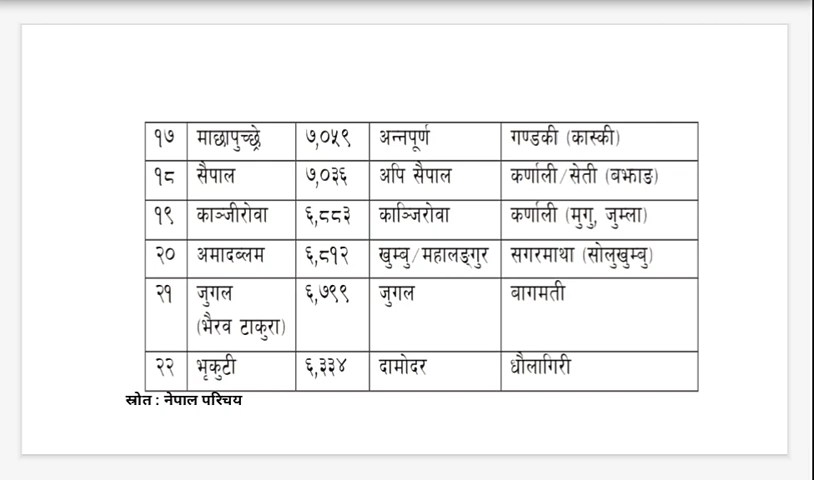 १७ माछापुच्छ्रे ७,०५९ अन्नपूर्ण गण्डकी (कास्की)
१८ सैपाल ७,०३६ अपि सैपाल कर्णाली/सेती (बझाङ)
१९ काञ्जीरोवा ६,८८३ काञ्जिरोवा कर्णाली (मुगु, जुम्ला)
२० अमादब्लम ६,८१२ खुम्बु/महालङ्गुर सगरमाथा (सोलुखुम्बु)
२१ जुगल ६,७९९ जुगल बागमती
(भैरव टाकुरा)
२२ भृकुटी ६,३३४ दामोदर धौलागिरी
स्रोत : नेपाल परिचय